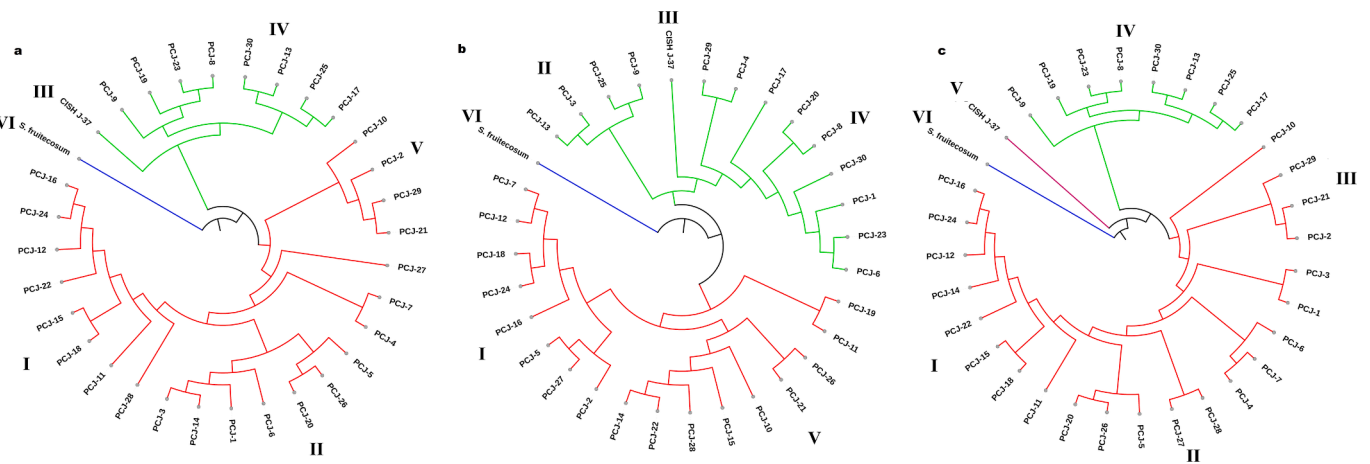 a
IV
III
VI
V
I
II
S. fruitecosum
CISH J-37
PCJ-9
PCJ-19
PCJ-23
PCJ-8
PCJ-30
PCJ-13
PCJ-25
PCJ-17
PCJ-10
PCJ-2
PCJ-29
PCJ-21
PCJ-27
PCJ-7
PCJ-4
PCJ-5
PCJ-26
PCJ-20
PCJ-6
PCJ-1
PCJ-14
PCJ-3
PCJ-28
PCJ-11
PCJ-18
PCJ-15
PCJ-22
PCJ-12
PCJ-24
PCJ-16
b
III
II
IV
VI
I
V
S. fruitecosum
PCJ-13
PCJ-3
PCJ-25
PCJ-9
CISH J-37
PCJ-29
PCJ-4
PCJ-17
PCJ-20
PCJ-8
PCJ-30
PCJ-1
PCJ-23
PCJ-6
PCJ-19
PCJ-11
PCJ-26
PCJ-21
PCJ-10
PCJ-15
PCJ-28
PCJ-22
PCJ-14
PCJ-2
PCJ-27
PCJ-5
PCJ-16
PCJ-24
PCJ-18
PCJ-12
PCJ-7
c
IV
V
VI
III
I
II
S. fruitecosum
CISH J-37
PCJ-9
PCJ-19
PCJ-23
PCJ-8
PCJ-30
PCJ-13
PCJ-25
PCJ-17
PCJ-10
PCJ-29
PCJ-21
PCJ-2
PCJ-3
PCJ-1
PCJ-6
PCJ-7
PCJ-4
PCJ-28
PCJ-27
PCJ-5
PCJ-26
PCJ-20
PCJ-11
PCJ-18
PCJ-15
PCJ-22
PCJ-14
PCJ-12
PCJ-24
PCJ-16